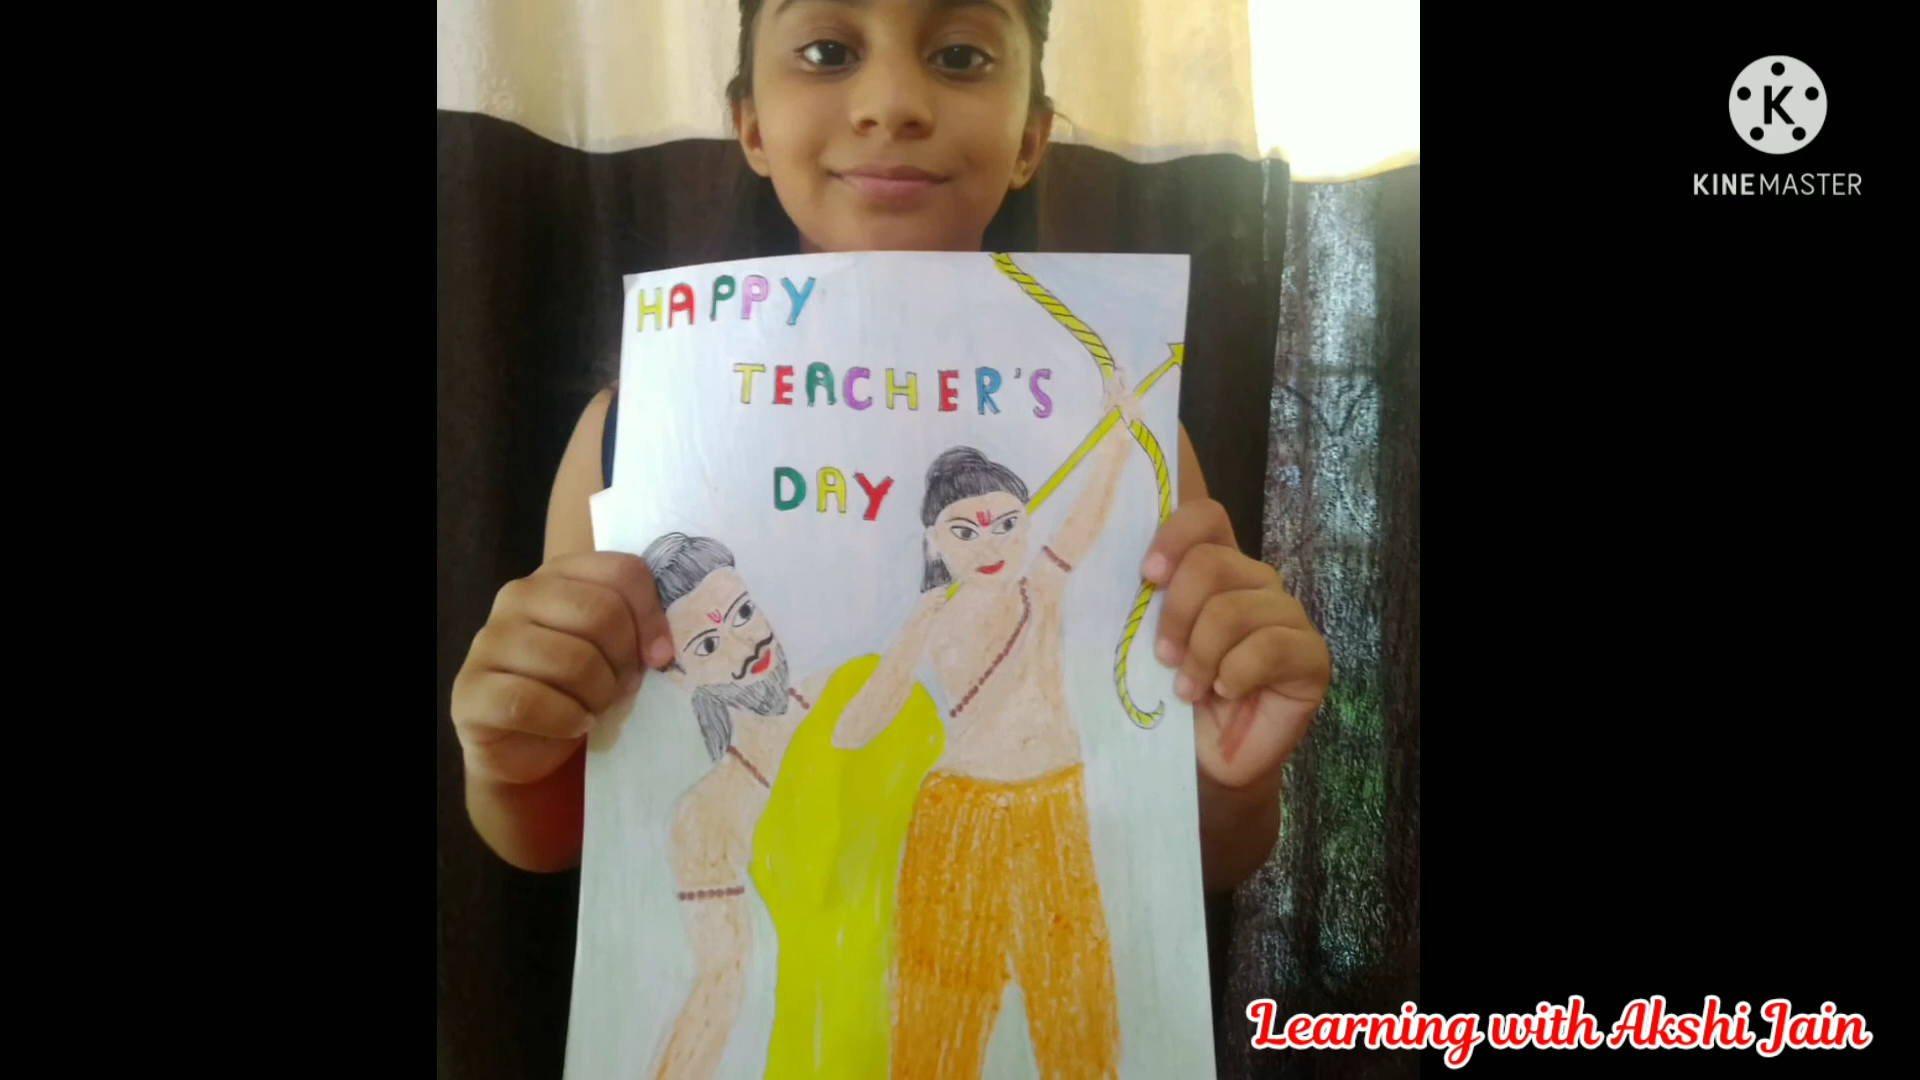 HAPPY
TEACHER'S
DAY
K
KINEMASTER
Learning with Akshi Jain